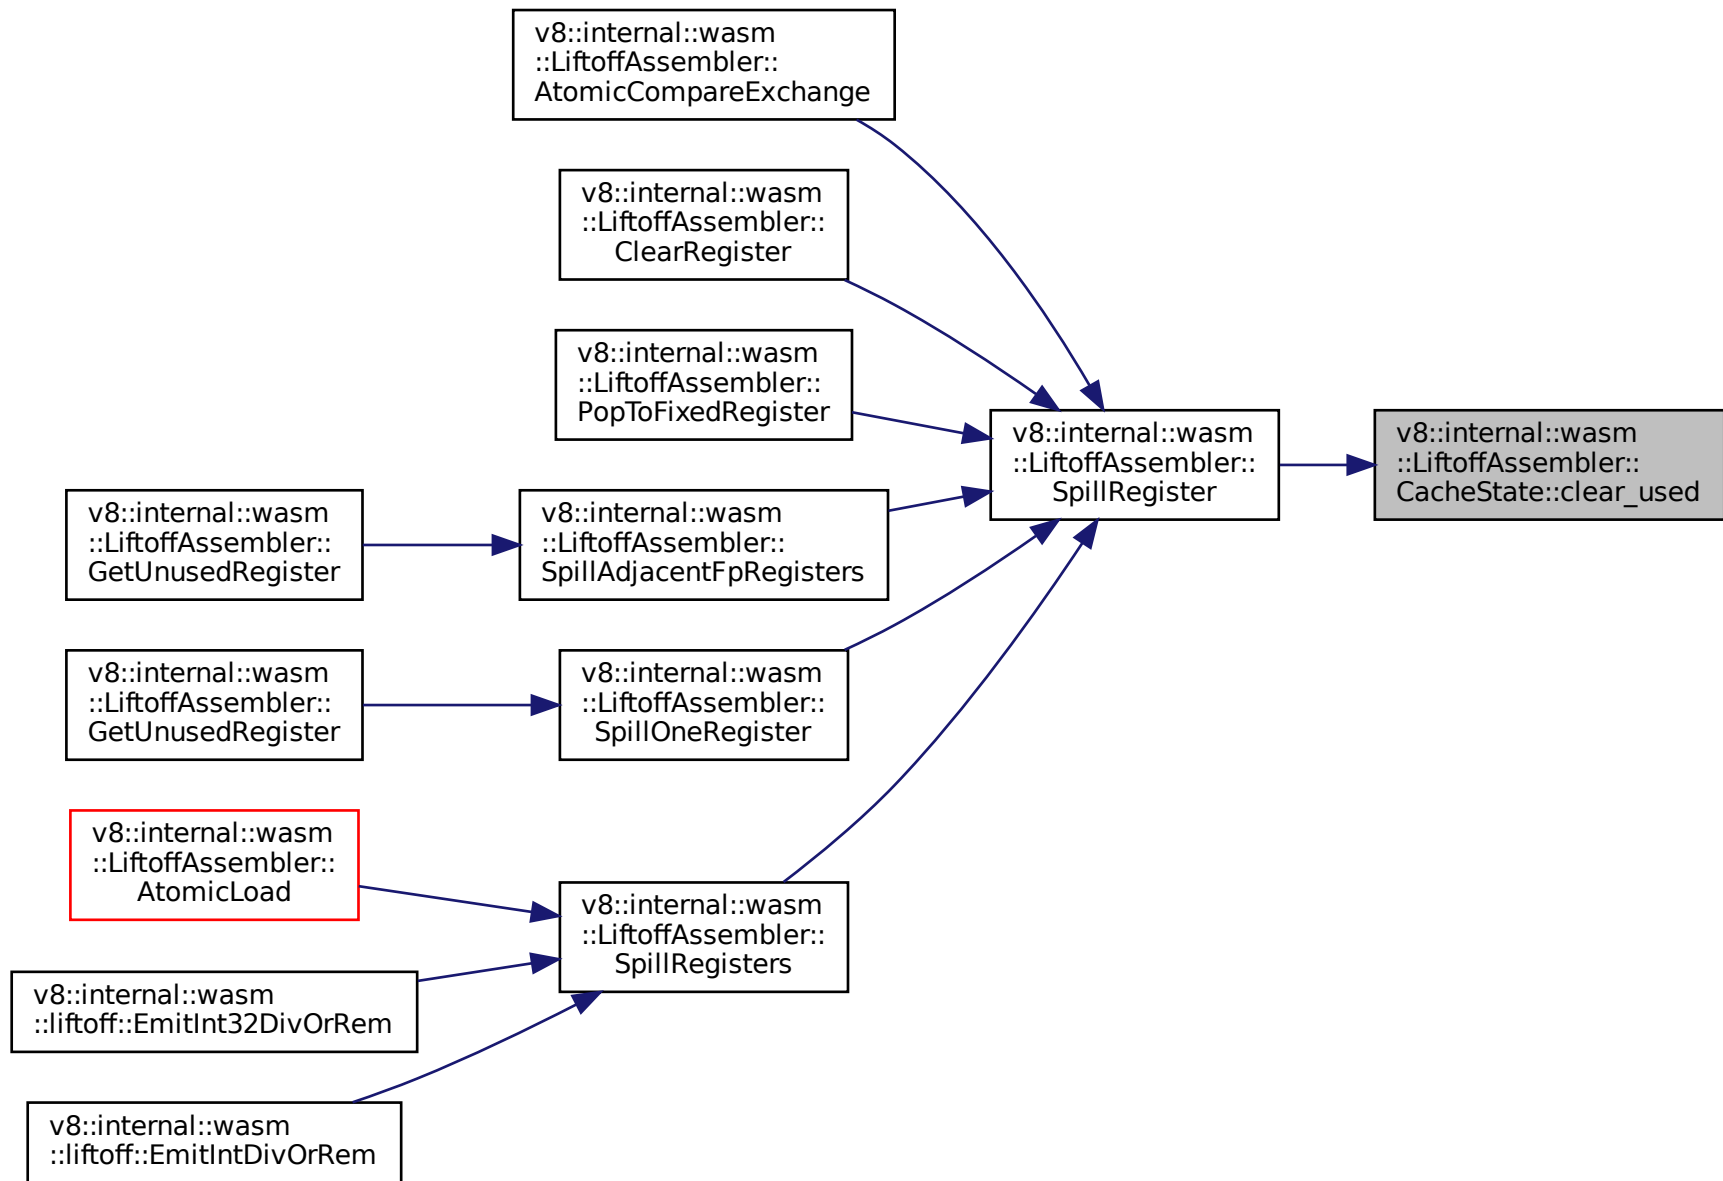 v8::internal::wasm
::LiftoffAssembler::
AtomicCompareExchange
v8::internal::wasm
::LiftoffAssembler::
ClearRegister
v8::internal::wasm
::LiftoffAssembler::
PopToFixedRegister
v8::internal::wasm
::LiftoffAssembler::
SpillRegister
v8::internal::wasm
::LiftoffAssembler::
CacheState::clear_used
v8::internal::wasm
::LiftoffAssembler::
GetUnusedRegister
v8::internal::wasm
::LiftoffAssembler::
SpillAdjacentFpRegisters
v8::internal::wasm
::LiftoffAssembler::
GetUnusedRegister
v8::internal::wasm
::LiftoffAssembler::
SpillOneRegister
v8::internal::wasm
::LiftoffAssembler::
AtomicLoad
v8::internal::wasm
::LiftoffAssembler::
SpillRegisters
v8::internal::wasm
::liftoff::EmitInt32DivOrRem
v8::internal::wasm
::liftoff::EmitIntDivOrRem